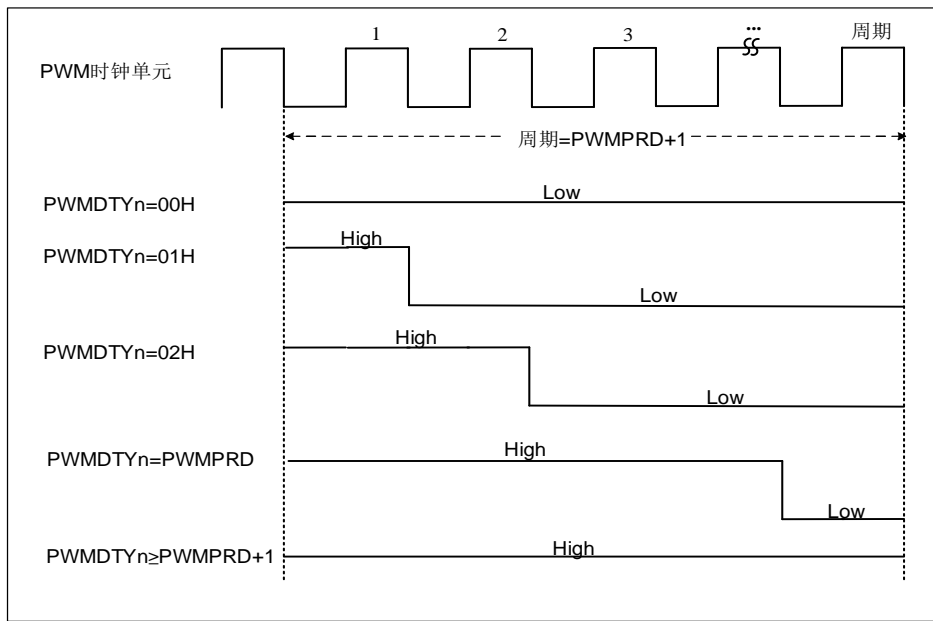 1 2 3 ... 周期
PWM时钟单元
周期=PWMPRD+1
PWMDTYn=00H Low
PWMDTYn=01H High Low
PWMDTYn=02H High Low
PWMDTYn=PWMPRD High Low
PWMDTYn≥PWMPRD+1 High